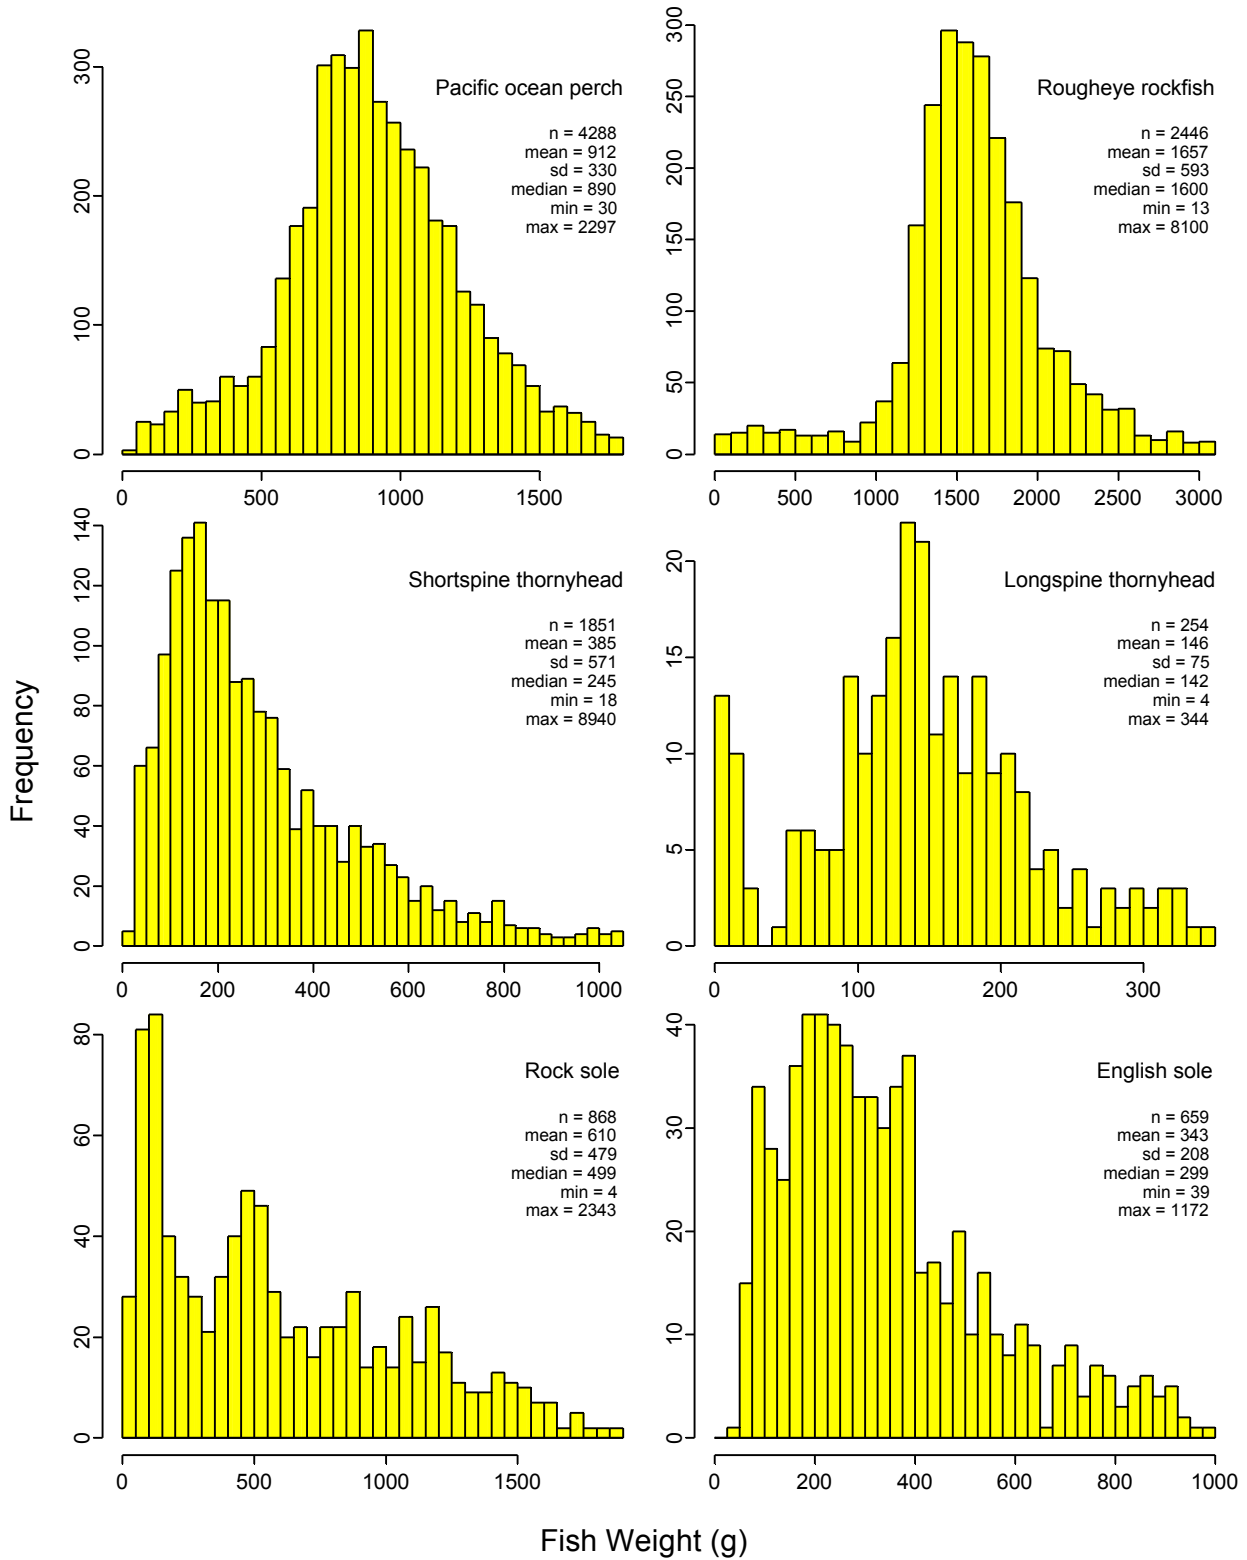 Pacific ocean perch
n = 4288
mean = 912
sd = 330
median = 890
min = 30
max = 2297
0 100 200 300
0 500 1000 1500
Rougheye rockfish
n = 2446
mean = 1657
sd = 593
median = 1600
min = 13
max = 8100
0 50 100 150 200 250 300
0 500 1000 1500 2000 2500 3000
Shortspine thornyhead
n = 1851
mean = 385
sd = 571
median = 245
min = 18
max = 8940
0 20 40 60 80 100 120 140
0 200 400 600 800 1000
Longspine thornyhead
n = 254
mean = 146
sd = 75
median = 142
min = 4
max = 344
0 5 10 15 20
0 100 200 300
Rock sole
n = 868
mean = 610
sd = 479
median = 499
min = 4
max = 2343
0 20 40 60 80
0 500 1000 1500
English sole
n = 659
mean = 343
sd = 208
median = 299
min = 39
max = 1172
0 10 20 30 40
0 200 400 600 800 1000
Frequency
Fish Weight (g)